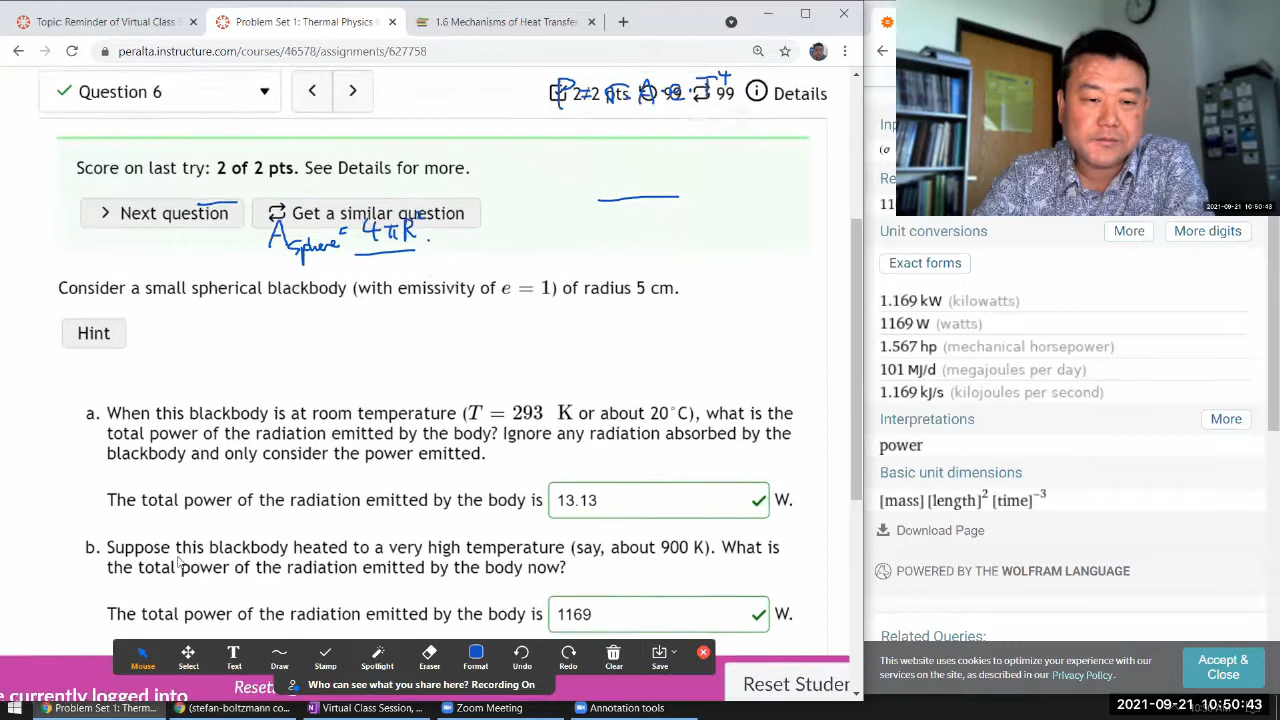 Topic: Reminder of Virtual Class S
Problem Set 1: Thermal Physics I
1.6 Mechanisms of Heat Transfe
peralta.instructure.com/courses/46578/assignments/627758
Question 6
99
99
Details
P = σ · A · e · T⁴
Score on last try: 2 of 2 pts. See Details for more.
Next question
Get a similar question
A sphere = 4πR² .
Consider a small spherical blackbody (with emissivity of e = 1) of radius 5 cm.
Hint
a. When this blackbody is at room temperature (T = 293 K or about 20°C), what is the
total power of the radiation emitted by the body? Ignore any radiation absorbed by the
blackbody and only consider the power emitted.
The total power of the radiation emitted by the body is 13.13 W.
b. Suppose this blackbody heated to a very high temperature (say, about 900 K). What is
the total power of the radiation emitted by the body now?
The total power of the radiation emitted by the body is 1169 W.
Mouse
Select
Text
Draw
Stamp
Spotlight
Eraser
Format
Undo
Redo
Clear
Save
Who can see what you share here? Recording On
e currently logged into
Reset Studen
2021-09-21 10:50:43
Unit conversions
More
More digits
Exact forms
1.169 kW (kilowatts)
1169 W (watts)
1.567 hp (mechanical horsepower)
101 MJ/d (megajoules per day)
1.169 kJ/s (kilojoules per second)
Interpretations
More
power
Basic unit dimensions
[mass] [length]² [time]⁻³
Download Page
POWERED BY THE WOLFRAM LANGUAGE
Related Queries:
This website uses cookies to optimize your experience with our
services on the site, as described in our Privacy Policy.
Accept &
Close
Problem Set 1: Therm...
(stefan-boltzmann co...
Virtual Class Session, ...
Zoom Meeting
Annotation tools
2021-09-21 10:50:43